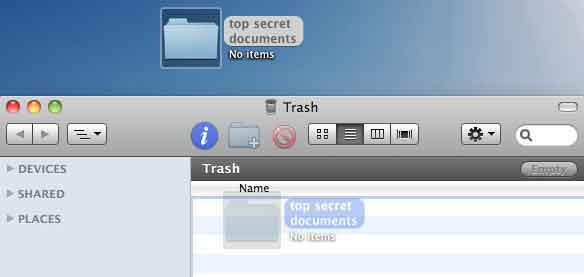 top secret
documents
No items
Trash
DEVICES
SHARED
PLACES
Trash
Empty
Name
top secret
documents
No items